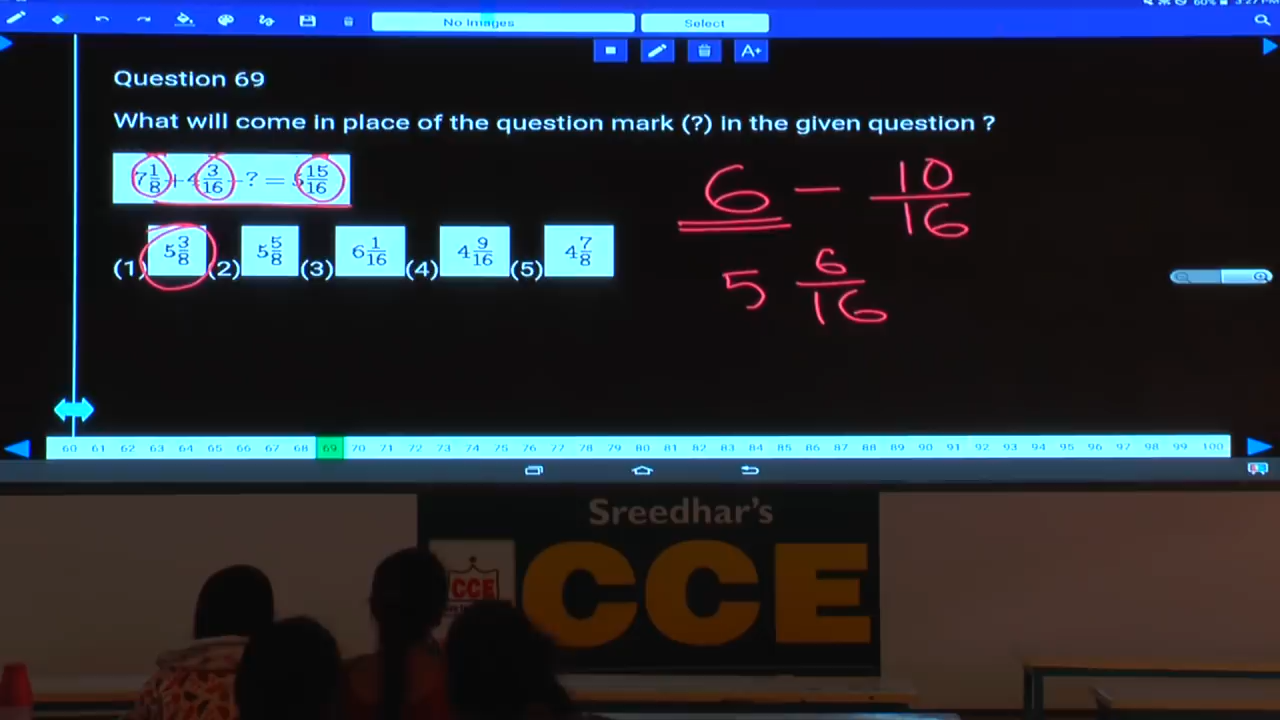 No Images Select
A+
Question 69
What will come in place of the question mark (?) in the given question ?
7 1/8 + 4 3/16 - ? = 5 15/16
6 - 10/16
(1) 5 3/8 (2) 5 5/8 (3) 6 1/16 (4) 4 9/16 (5) 4 7/8
5 6/16
60 61 62 63 64 65 66 67 68 69 70 71 72 73 74 75 76 77 78 79 80 81 82 83 84 85 86 87 88 89 90 91 92 93 94 95 96 97 98 99 100
Sreedhar's
CCE
CCE